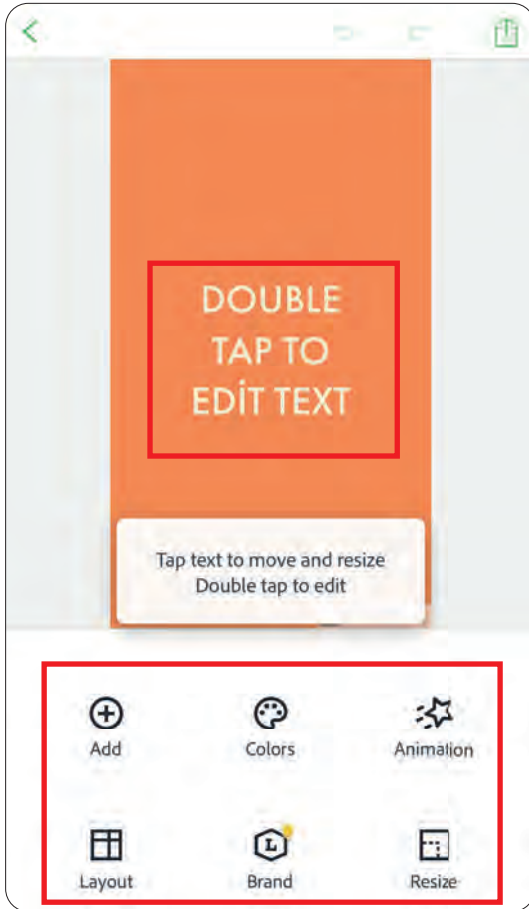 DOUBLE
TAP TO
EDİT TEXT
Tap text to move and resize
Double tap to edit
Add Colors Animation
L
Layout Brand Resize